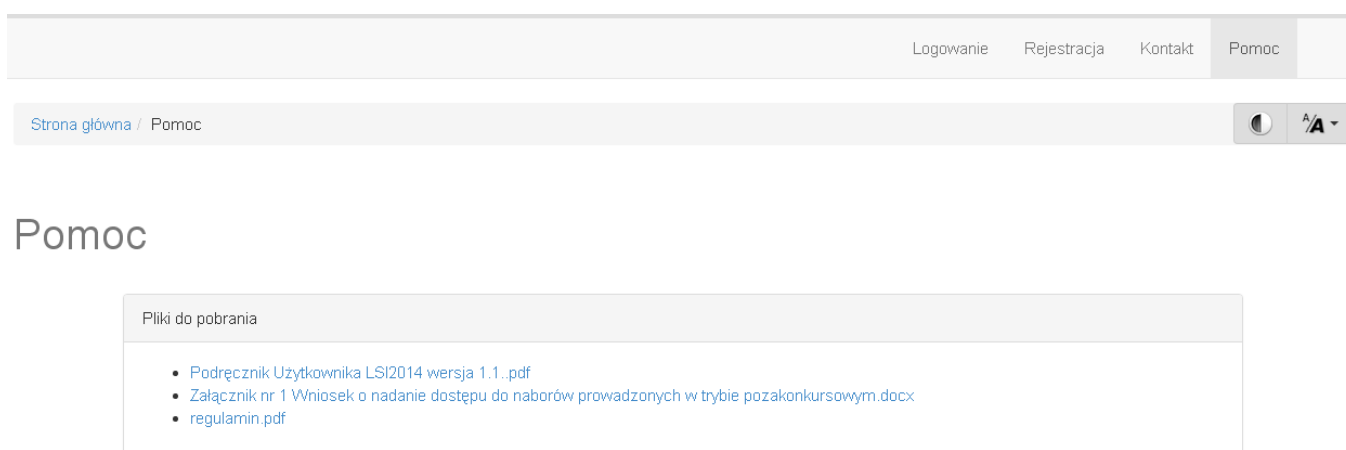 Logowanie Rejestracja Kontakt Pomoc
Strona główna / Pomoc
A/A
Pomoc
Pliki do pobrania
Podręcznik Użytkownika LSI2014 wersja 1.1..pdf
Załącznik nr 1 Wniosek o nadanie dostępu do naborów prowadzonych w trybie pozakonkursowym.docx
regulamin.pdf